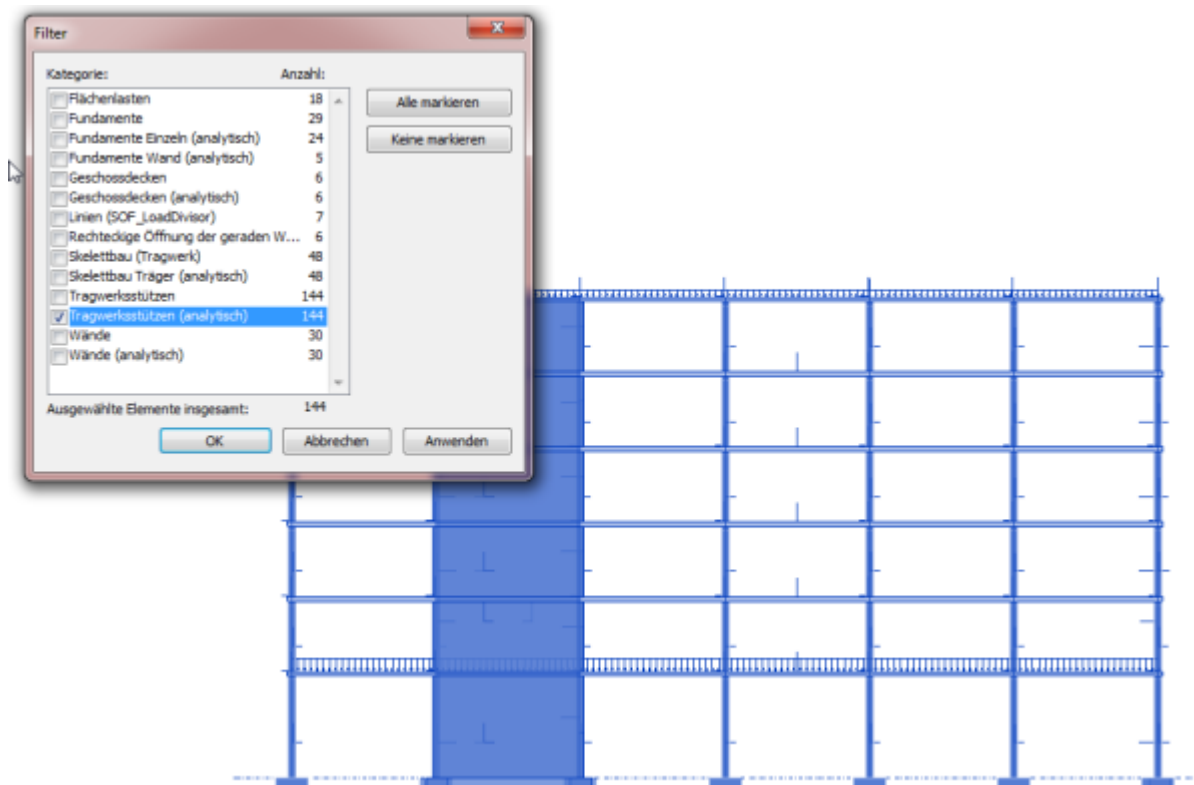 Filter
Kategorie: Anzahl:
Flächenlasten 18
Fundamente 29
Fundamente Einzeln (analytisch) 24
Fundamente Wand (analytisch) 5
Geschossdecken 6
Geschossdecken (analytisch) 6
Linien (SOF_LoadDivisor) 7
Rechteckige Öffnung der geraden W... 6
Skelettbau (Tragwerk) 48
Skelettbau Träger (analytisch) 48
Tragwerksstützen 144
Tragwerksstützen (analytisch) 144
Wände 30
Wände (analytisch) 30
Alle markieren
Keine markieren
Ausgewählte Elemente insgesamt: 144
OK Abbrechen Anwenden